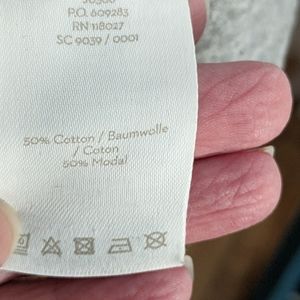 P.O. 609283
RN 118027
SC 9039 / 0001
50% Cotton / Baumwolle
/ Coton
50% Modal